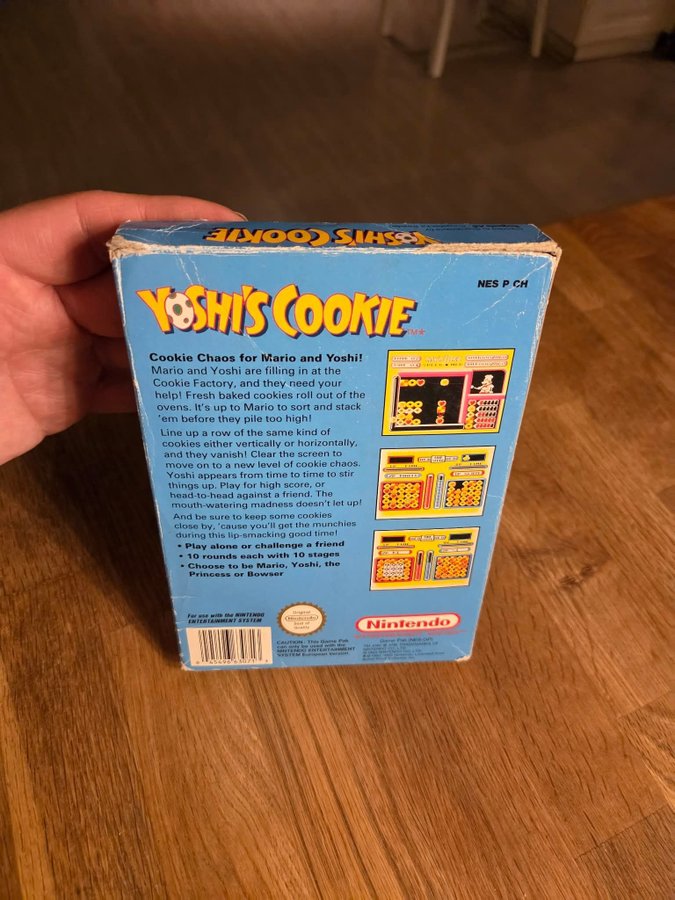 YOSHI'S COOKIE
NES P CH
YOSHI'S COOKIE TM
Cookie Chaos for Mario and Yoshi!
Mario and Yoshi are filling in at the
Cookie Factory, and they need your
help! Fresh baked cookies roll out of the
ovens. It's up to Mario to sort and stack
'em before they pile too high!
Line up a row of the same kind of
cookies either vertically or horizontally,
and they vanish! Clear the screen to
move on to a new level of cookie chaos.
Yoshi appears from time to time to stir
things up. Play for high score, or
head-to-head against a friend. The
mouth-watering madness doesn't let up!
And be sure to keep some cookies
close by, 'cause you'll get the munchies
during this lip-smacking good time!
• Play alone or challenge a friend
• 10 rounds each with 10 stages
• Choose to be Mario, Yoshi, the
Princess or Bowser
For use with the NINTENDO
ENTERTAINMENT SYSTEM
Original
Nintendo
Seal of
Quality
CAUTION: This Game Pak
can only be used with the
NINTENDO ENTERTAINMENT
SYSTEM European Version.
Nintendo